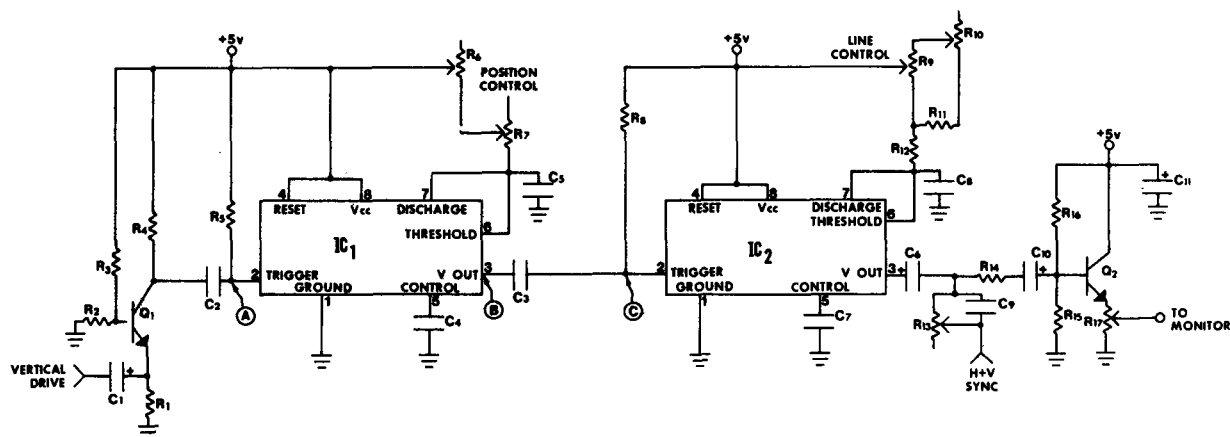 +5v
R6
POSITION
CONTROL
R7
4
8
7
RESET
Vcc
DISCHARGE
C5
THRESHOLD
6
IC1
R3
R4
R5
R2
Q1
C2
2
TRIGGER
V OUT
3
GROUND
CONTROL
1
5
A
B
C3
C4
VERTICAL
DRIVE
C1
+
R1
+5v
LINE
CONTROL
R9
R10
R8
R11
R12
4
8
7
RESET
Vcc
DISCHARGE
THRESHOLD
6
C8
IC2
2
TRIGGER
V OUT
3
GROUND
CONTROL
1
5
C
C7
+
C6
R14
C10
+
C9
R13
H+V
SYNC
+5v
+
C11
R16
Q2
R15
R17
TO
MONITOR